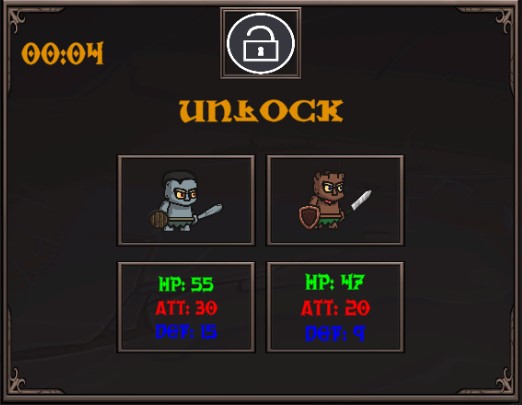 00:04
UNLOCK
HP: 55
ATT: 30
DEF: 15
HP: 47
ATT: 20
DEF: 9